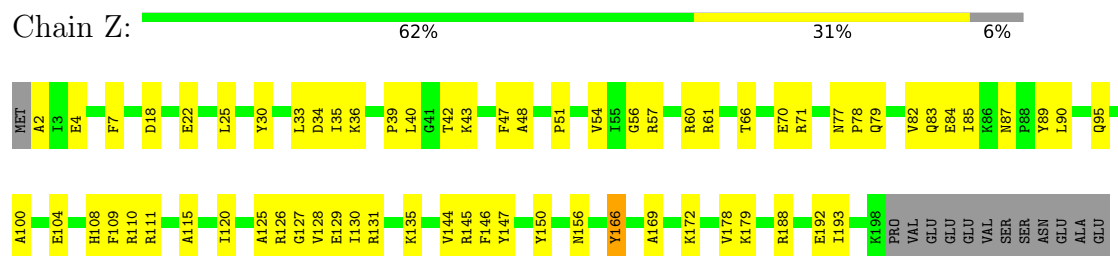 Chain Z:
62% 31% 6%
MET A2 I3 E4 F7 D18 E22 L25 Y30 L33 D34 I35 K36 P39 L40 G41 T42 K43 F47 A48 P51 V54 I55 G56 R57 R60 R61 T66 E70 R71 N77 P78 Q79 V82 Q83 E84 I85 K86 N87 P88 Y89 L90 Q95
A100 E104 H108 F109 R110 R111 A115 I120 A125 R126 G127 V128 E129 I130 R131 K135 V144 R145 F146 Y147 Y150 N156 Y166 A169 K172 V178 K179 R188 E192 I193 K198 PRO VAL GLU GLU GLU VAL SER SER ASN GLU ALA GLU